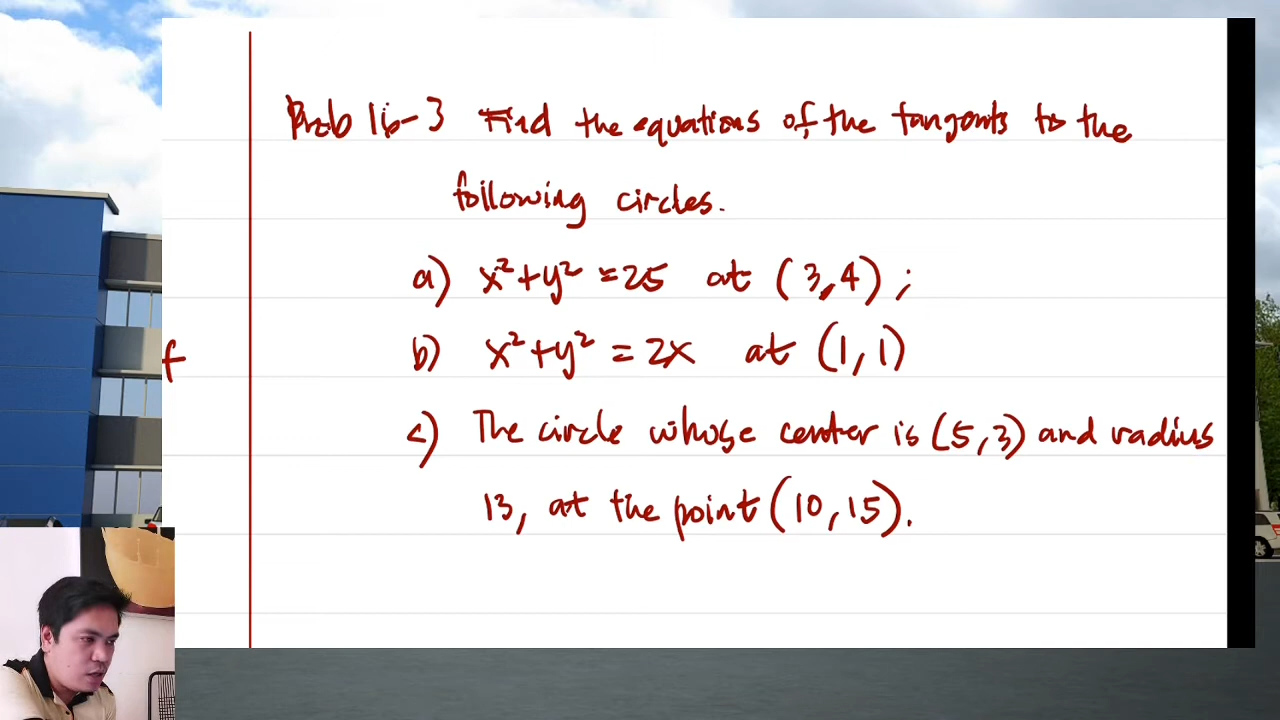 Prob 16-3 Find the equations of the tangents to the
following circles.
a) x²+y² = 25 at (3,4) ;
b) x²+y² = 2x at (1,1)
f
c) The circle whose center is (5,3) and radius
13, at the point (10,15).